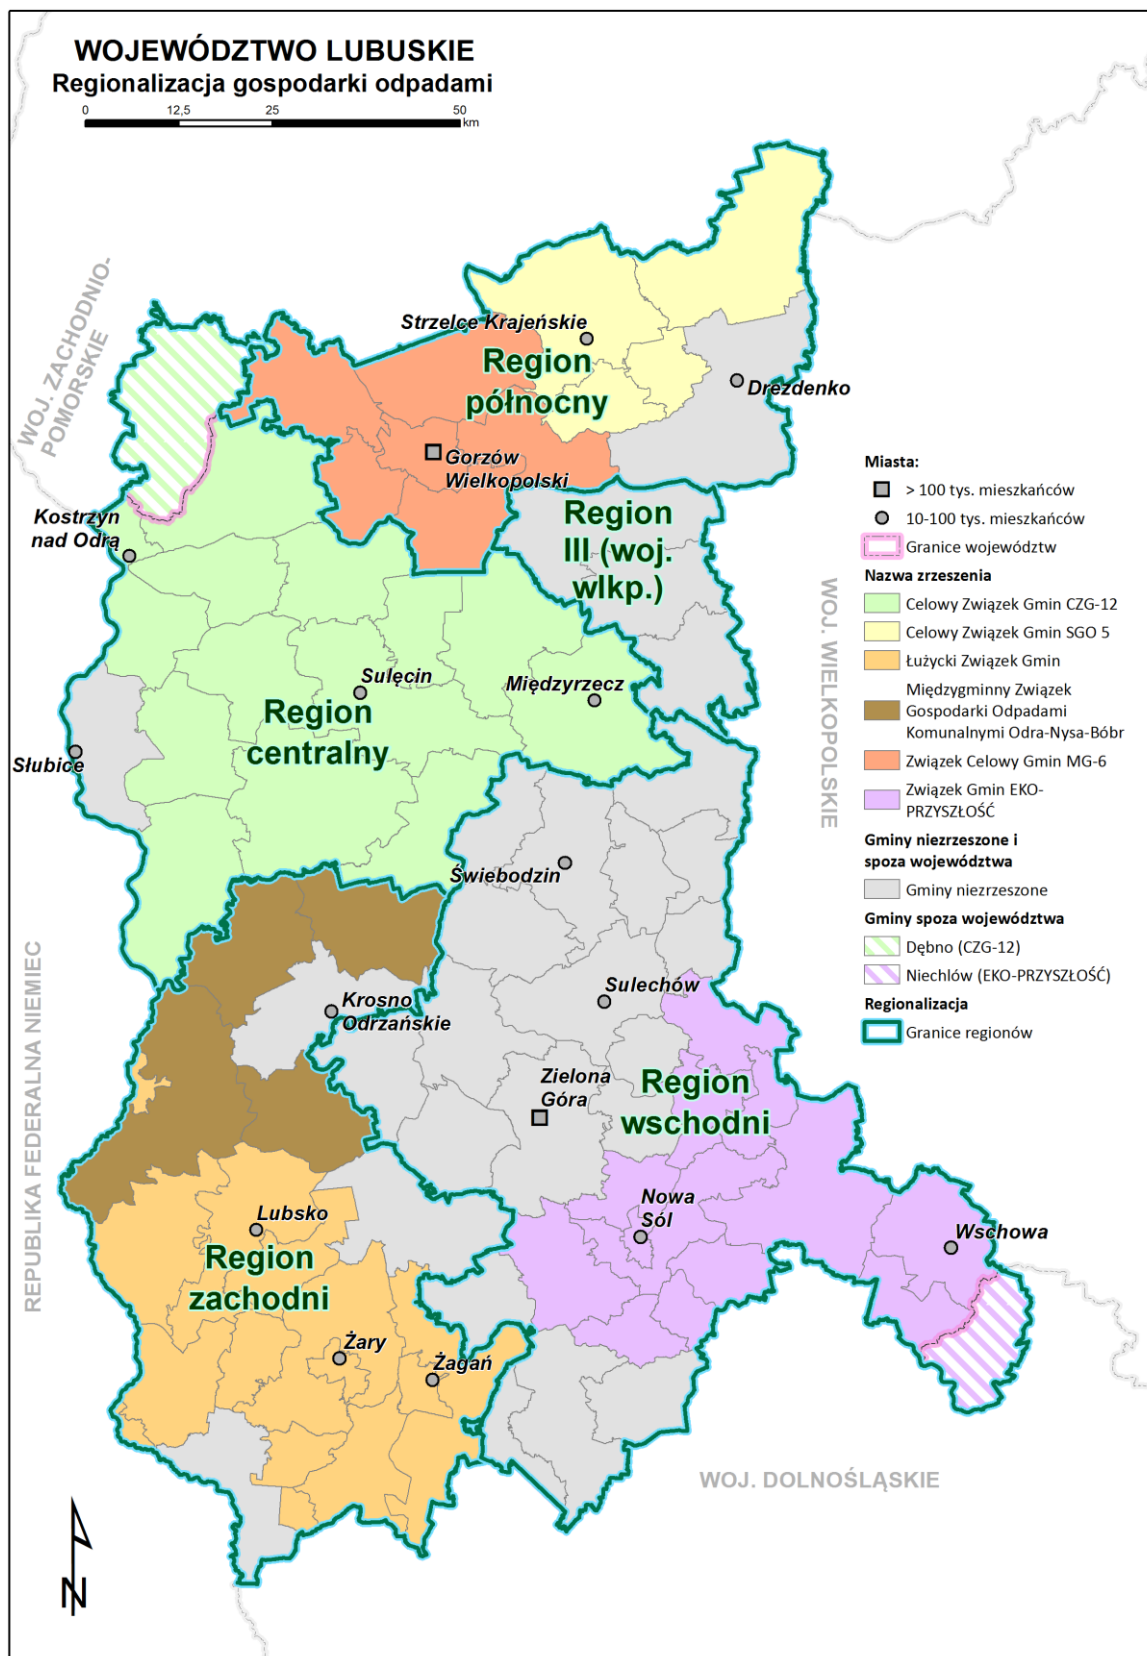 WOJEWÓDZTWO LUBUSKIE
Regionalizacja gospodarki odpadami
0 12,5 25 50
km
WOJ. ZACHODNIO-
POMORSKIE
Strzelce Krajeńskie
Region
północny
Drezdenko
Gorzów
Wielkopolski
Kostrzyn
nad Odrą
Region
III (woj.
wlkp.)
Sulęcin
Międzyrzecz
Region
centralny
Słubice
WOJ. WIELKOPOLSKIE
Świebodzin
Sulechów
Krosno
Odrzańskie
Zielona
Góra
Region
wschodni
REPUBLIKA FEDERALNA NIEMIEC
Nowa
Sól
Wschowa
Lubsko
Region
zachodni
Żary
Żagań
WOJ. DOLNOŚLĄSKIE
N
Miasta:
> 100 tys. mieszkańców
10-100 tys. mieszkańców
Granice województw
Nazwa zrzeszenia
Celowy Związek Gmin CZG-12
Celowy Związek Gmin SGO 5
Łużycki Związek Gmin
Międzygminny Związek
Gospodarki Odpadami
Komunalnymi Odra-Nysa-Bóbr
Związek Celowy Gmin MG-6
Związek Gmin EKO-
PRZYSZŁOŚĆ
Gminy niezrzeszone i
spoza województwa
Gminy niezrzeszone
Gminy spoza województwa
Dębno (CZG-12)
Niechlów (EKO-PRZYSZŁOŚĆ)
Regionalizacja
Granice regionów